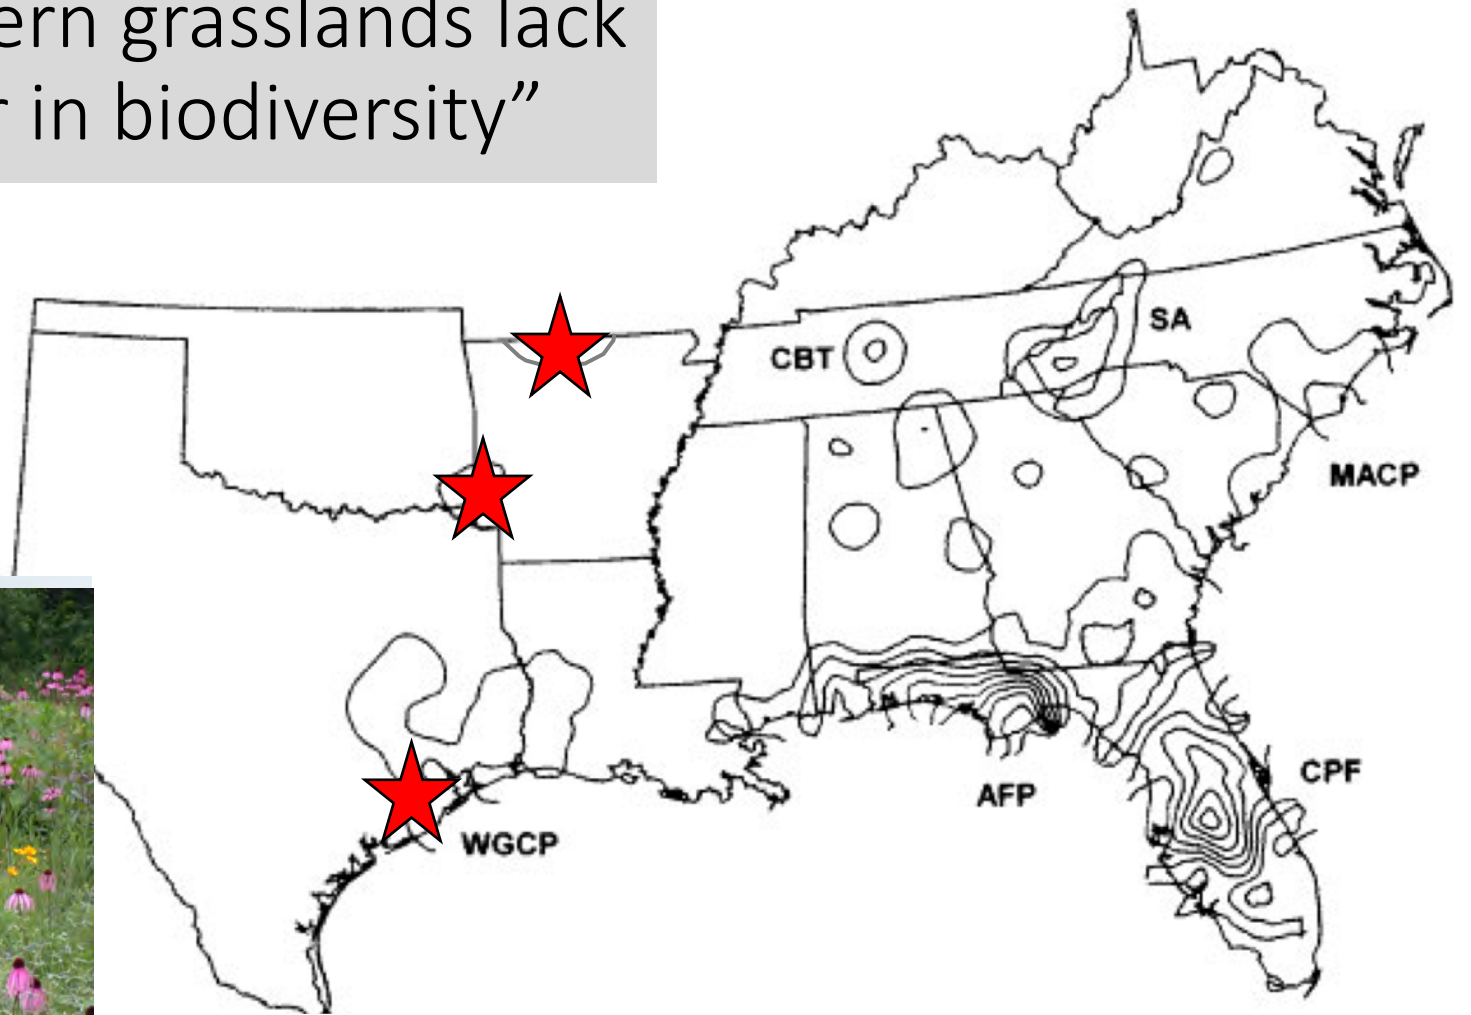 ern grasslands lack
r in biodiversity”
SA
CBT
MACP
CPF
AFP
WGCP